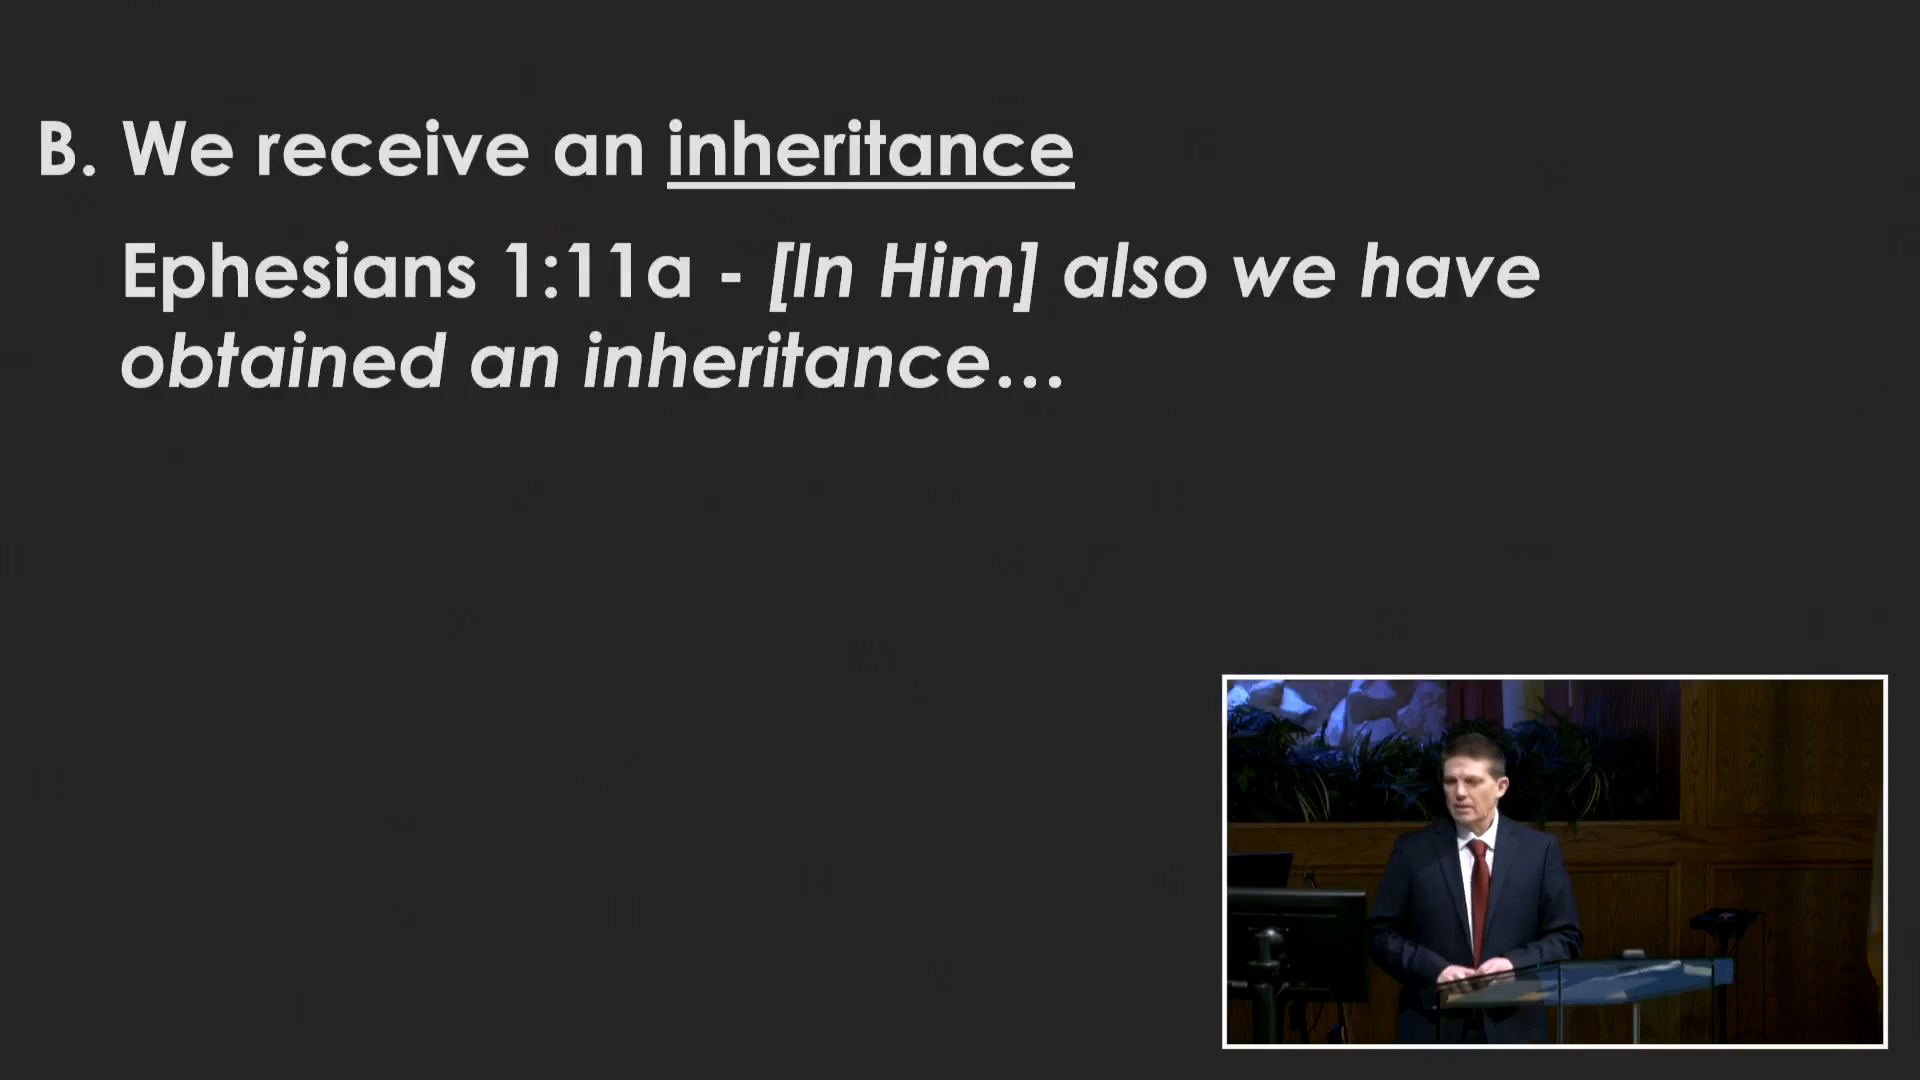 B. We receive an inheritance
Ephesians 1:11a - [In Him] also we have
obtained an inheritance…